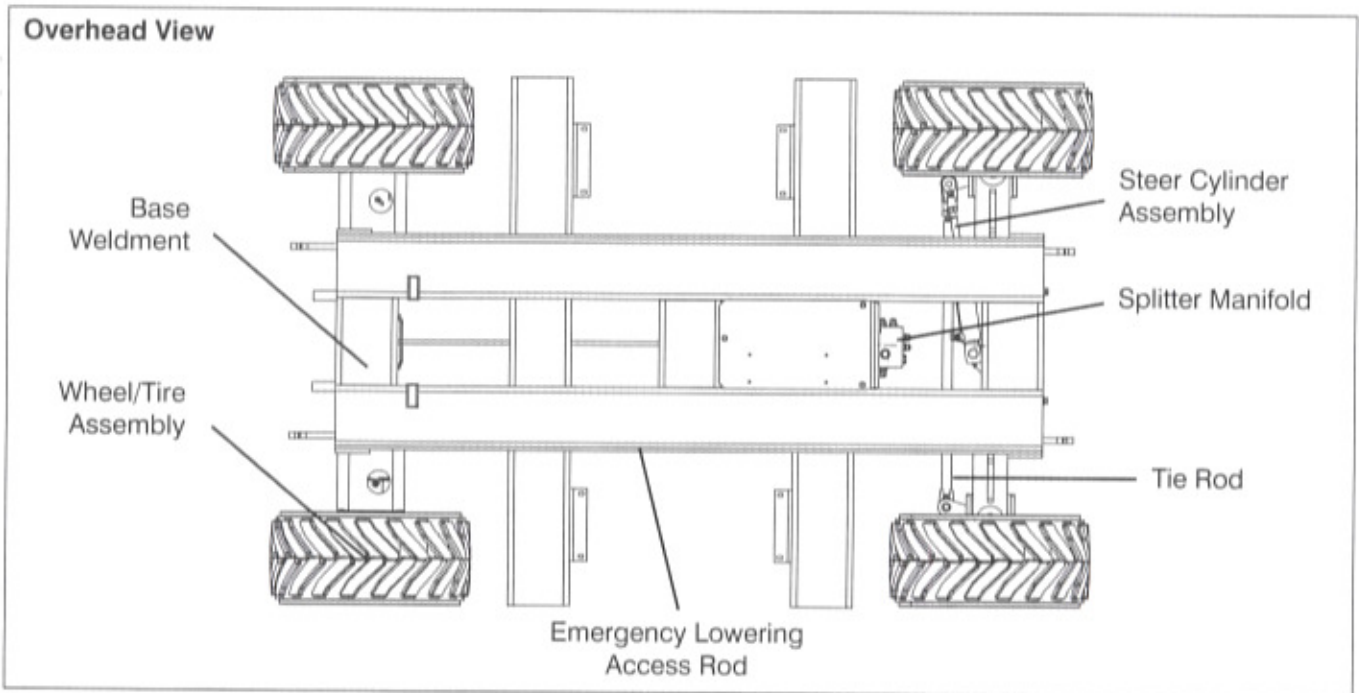 Overhead View
Base
Weldment
Wheel/Tire
Assembly
Steer Cylinder
Assembly
Splitter Manifold
Tie Rod
Emergency Lowering
Access Rod